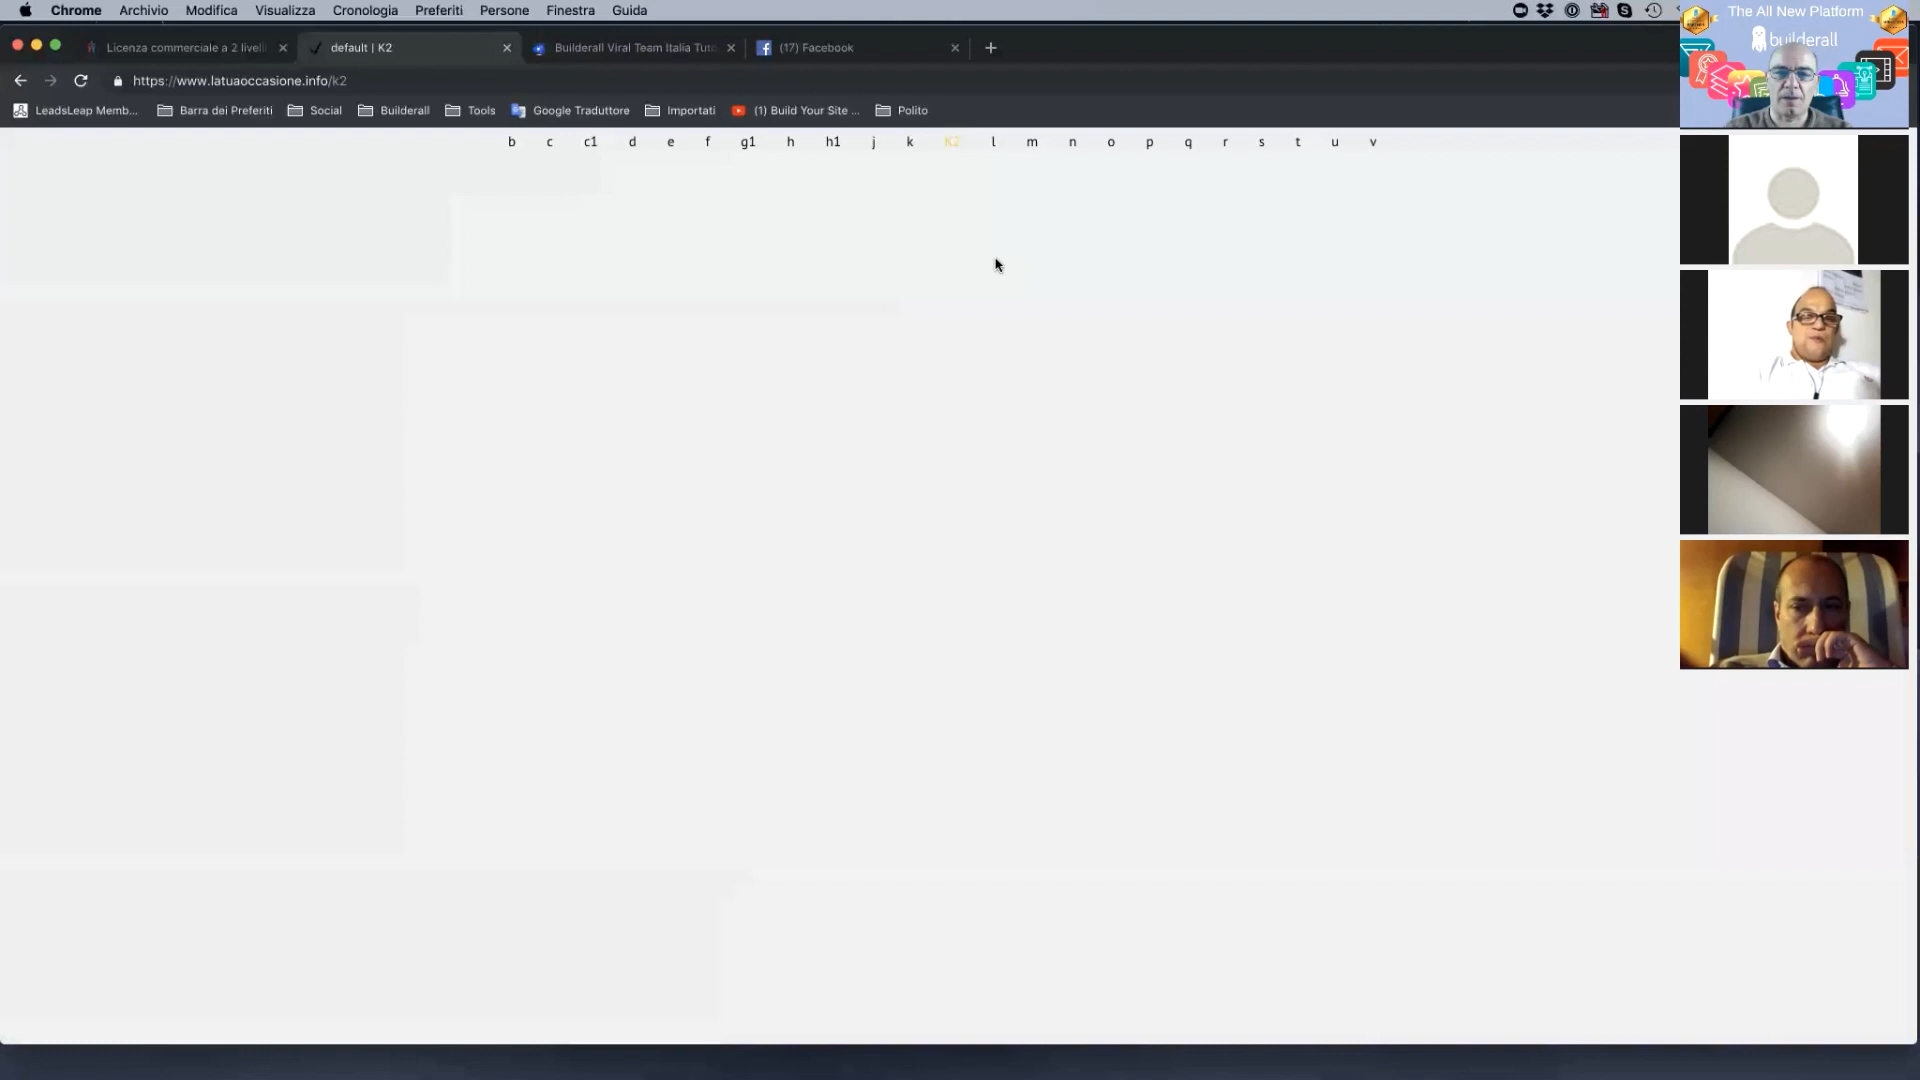 Chrome Archivio Modifica Visualizza Cronologia Preferiti Persone Finestra Guida
The All New Platform
builderall
Licenza commerciale a 2 livelli
default | K2
Builderall Viral Team Italia Tuto
(17) Facebook
https://www.latuaoccasione.info/k2
LeadsLeap Memb... Barra dei Preferiti Social Builderall Tools Google Traduttore Importati (1) Build Your Site ... Polito
b c c1 d e f g1 h h1 j k K2 l m n o p q r s t u v